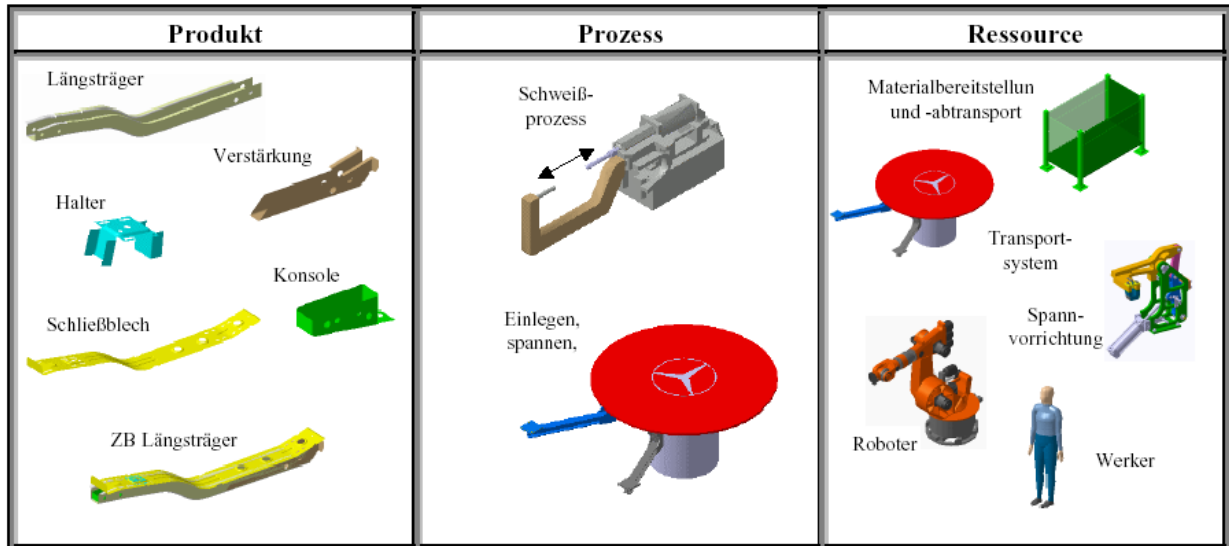 Produkt
Längsträger
Verstärkung
Halter
Konsole
Schließblech
ZB Längsträger
Prozess
Schweiß-
prozess
Einlegen,
spannen,
Ressource
Materialbereitstellun
und -abtransport
Transport-
system
Spann-
vorrichtung
Roboter
Werker